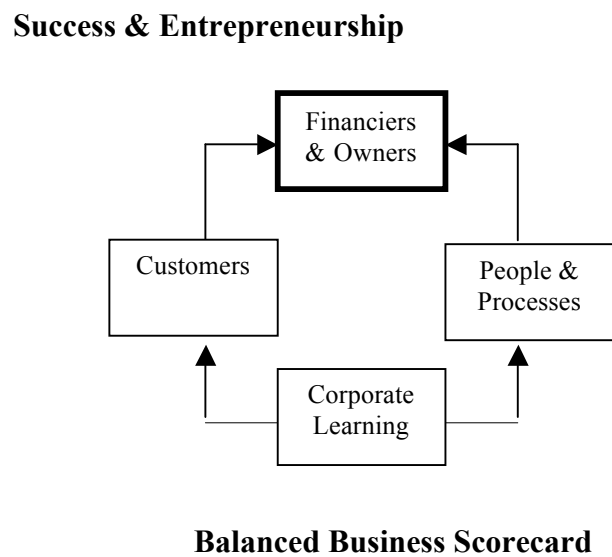 Success & Entrepreneurship
Financiers
& Owners
Customers
People &
Processes
Corporate
Learning
Balanced Business Scorecard